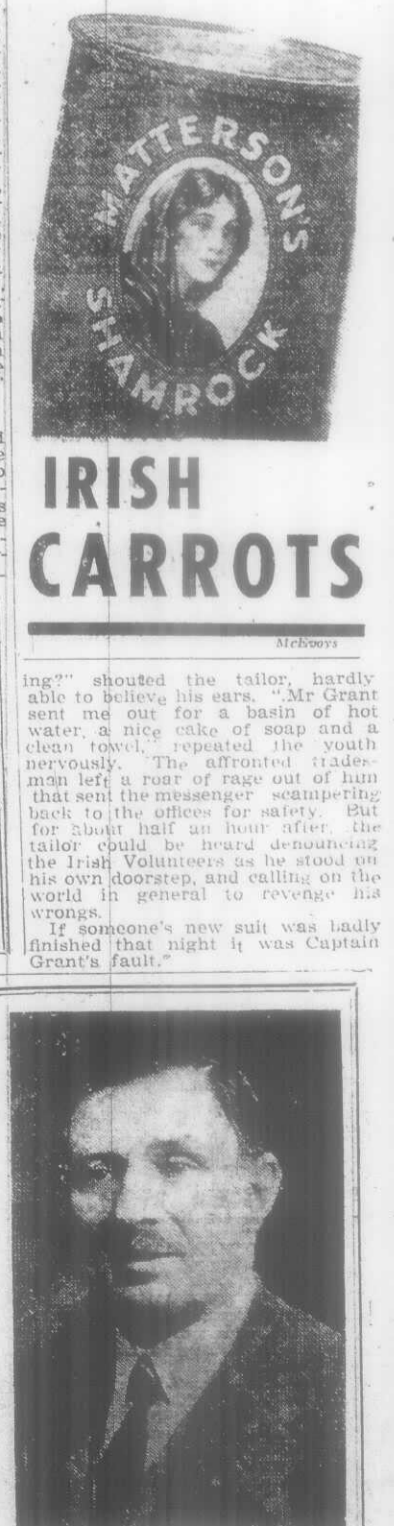 MATTERSON'S
SHAMROCK
IRISH
CARROTS
McEvoys
ing?" shouted the tailor, hardly
able to believe his ears. "Mr Grant
sent me out for a basin of hot
water, a nice cake of soap and a
clean towel," repeated the youth
nervously. The affronted trades-
man left a roar of rage out of him
that sent the messenger scampering
back to the offices for safety. But
for about half an hour after, the
tailor could be heard denouncing
the Irish Volunteers as he stood on
his own doorstep, and calling on the
world in general to revenge his
wrongs.
If someone's new suit was badly
finished that night it was Captain
Grant's fault."